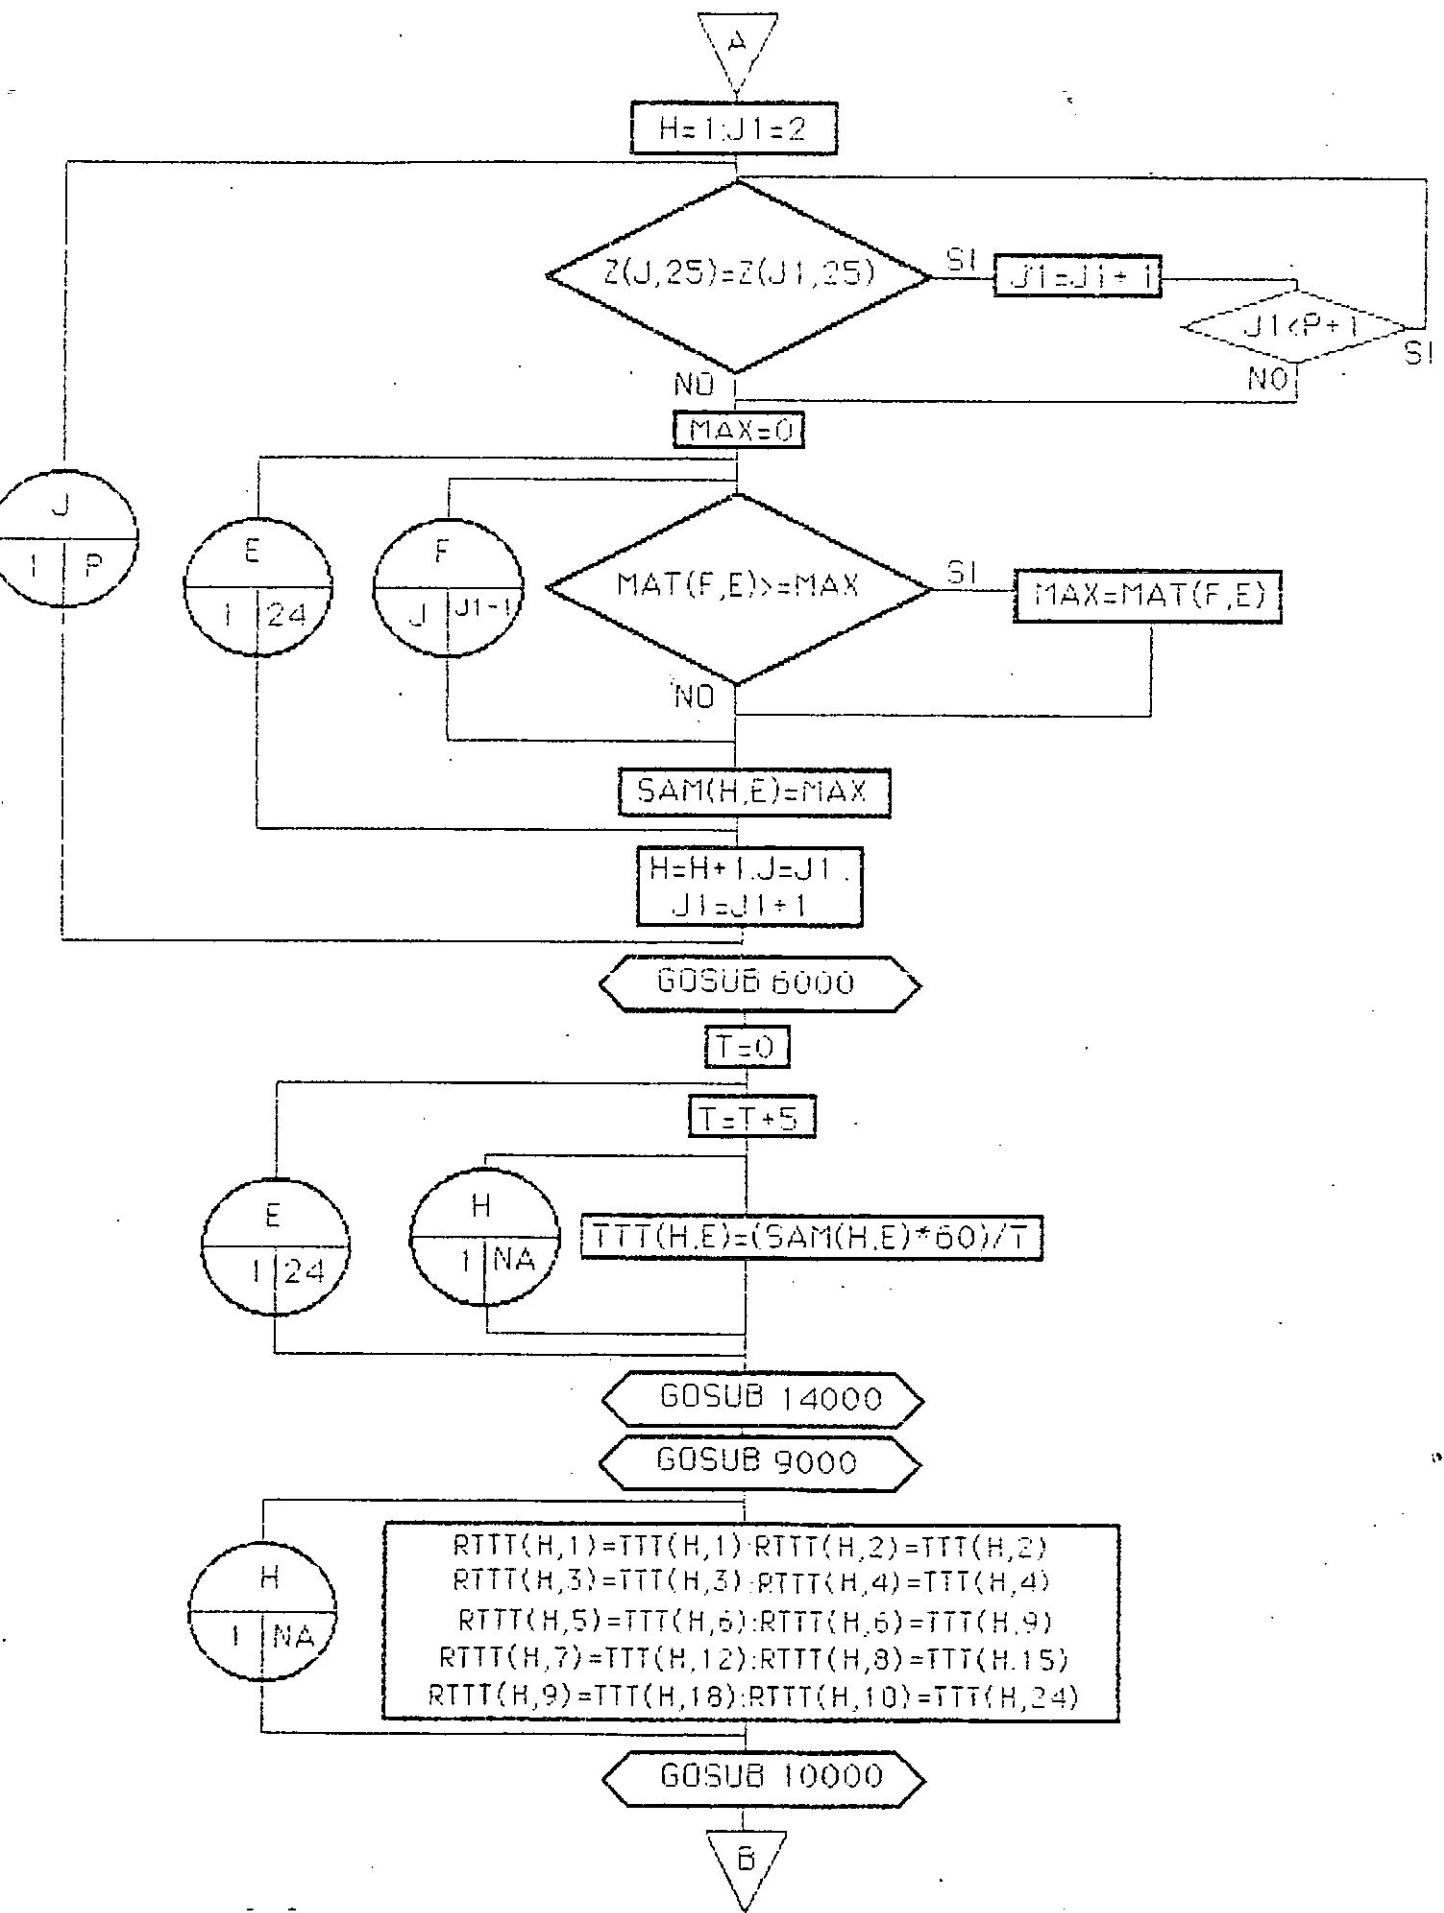 A
H=1:J1=2
Z(J,25)=Z(J1,25)
SI
J1=J1+1
J1<P+1
SI
NO
NO
MAX=0
J
1 P
E
1 24
F
J J1-1
MAT(F,E)>=MAX
SI
MAX=MAT(F,E)
NO
SAM(H,E)=MAX
H=H+1:J=J1:
J1=J1+1
GOSUB 6000
T=0
T=T+5
E
1 24
H
1 NA
TTT(H,E)=(SAM(H,E)*60)/T
GOSUB 14000
GOSUB 9000
H
1 NA
RTTT(H,1)=TTT(H,1):RTTT(H,2)=TTT(H,2)
RTTT(H,3)=TTT(H,3):RTTT(H,4)=TTT(H,4)
RTTT(H,5)=TTT(H,6):RTTT(H,6)=TTT(H,9)
RTTT(H,7)=TTT(H,12):RTTT(H,8)=TTT(H,15)
RTTT(H,9)=TTT(H,18):RTTT(H,10)=TTT(H,24)
GOSUB 10000
B